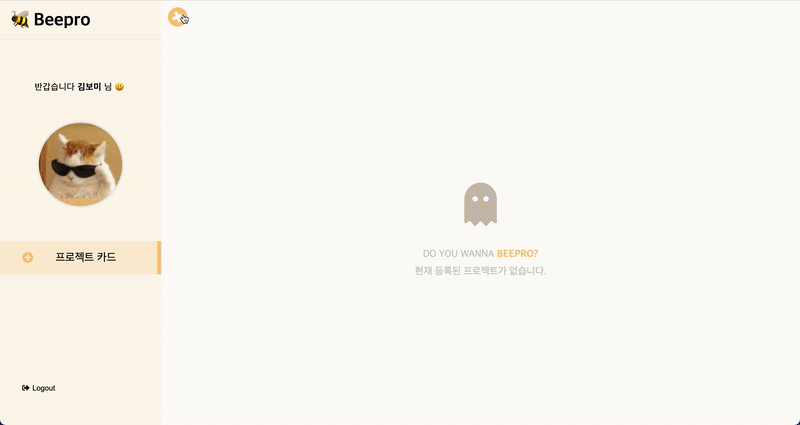 Beepro
반갑습니다 김보미 님
프로젝트 카드
DO YOU WANNA BEEPRO?
현재 등록된 프로젝트가 없습니다.
Logout